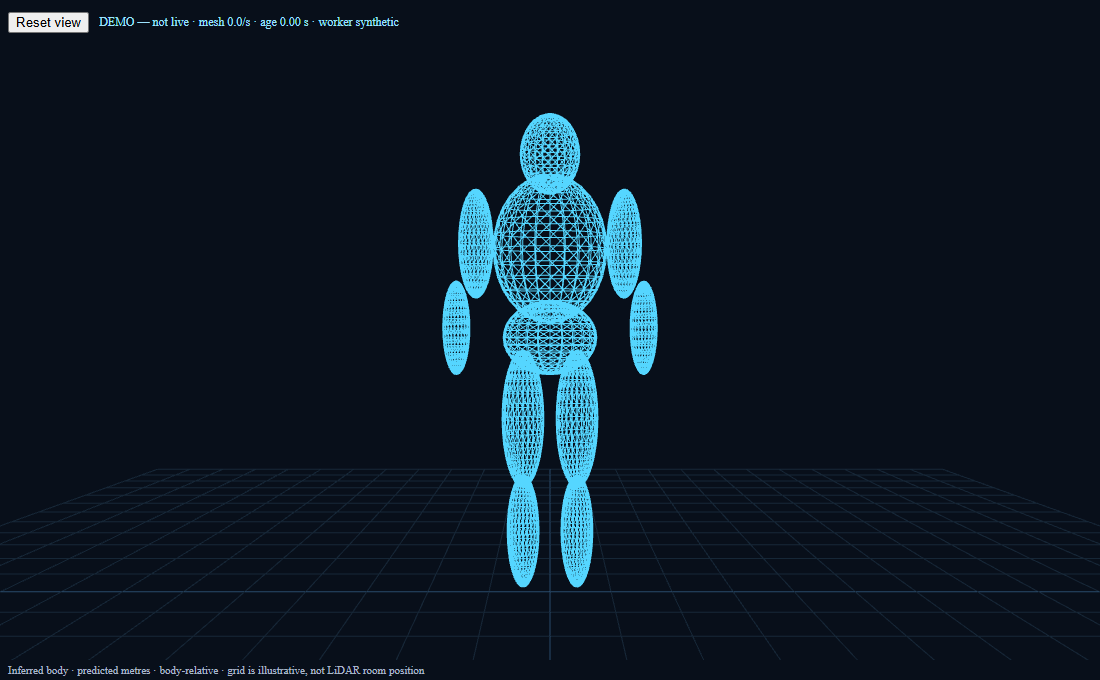 Reset view
DEMO — not live · mesh 0.0/s · age 0.00 s · worker synthetic
Inferred body · predicted metres · body-relative · grid is illustrative, not LiDAR room position